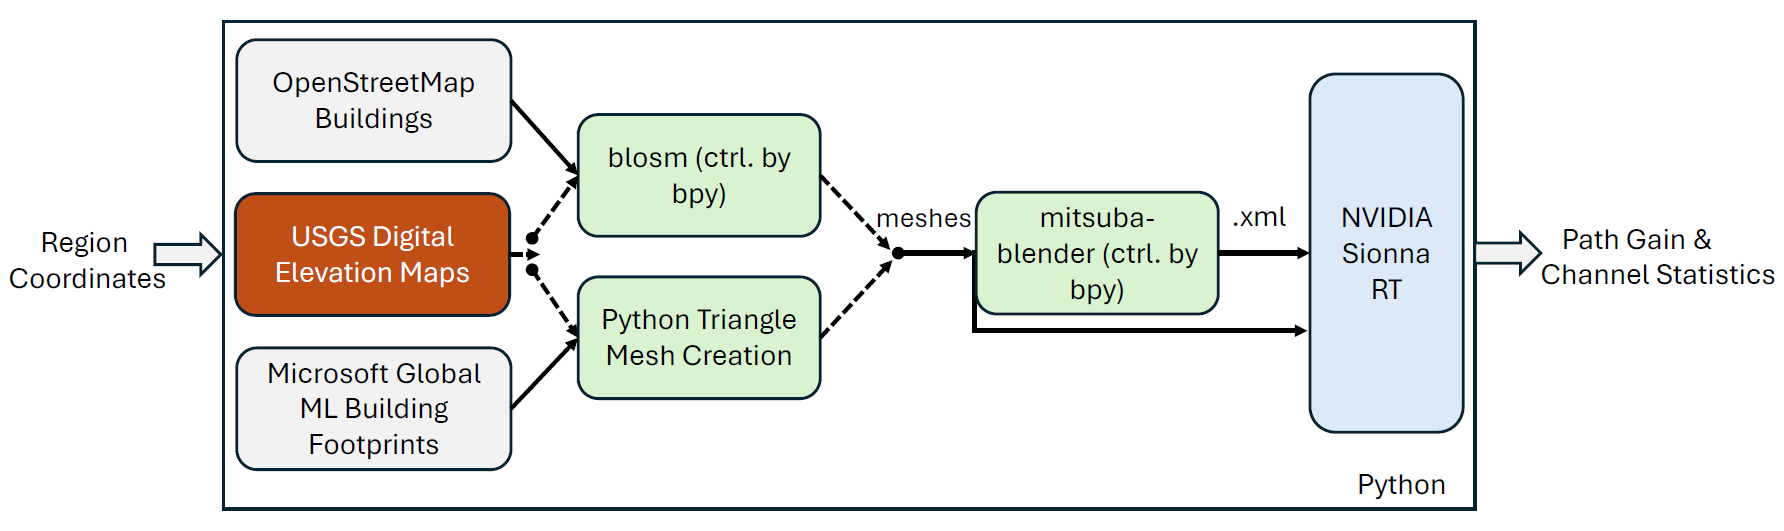 Region
Coordinates
OpenStreetMap
Buildings
USGS Digital
Elevation Maps
Microsoft Global
ML Building
Footprints
blosm (ctrl. by
bpy)
Python Triangle
Mesh Creation
meshes
mitsuba-
blender (ctrl. by
bpy)
.xml
NVIDIA
Sionna
RT
Python
Path Gain &
Channel Statistics